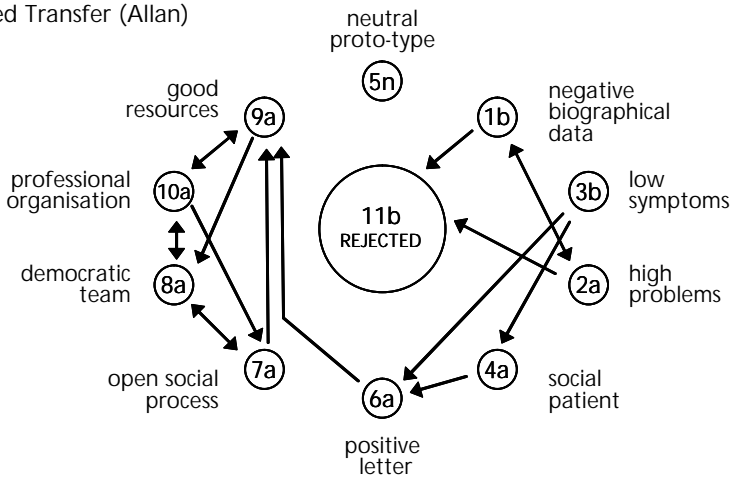 ed Transfer (Allan)
neutral
proto-type
5n
good
resources
9a
1b
negative
biographical
data
professional
organisation
10a
11b
REJECTED
3b
low
symptoms
democratic
team
8a
2a
high
problems
open social
process
7a
6a
4a
social
patient
positive
letter